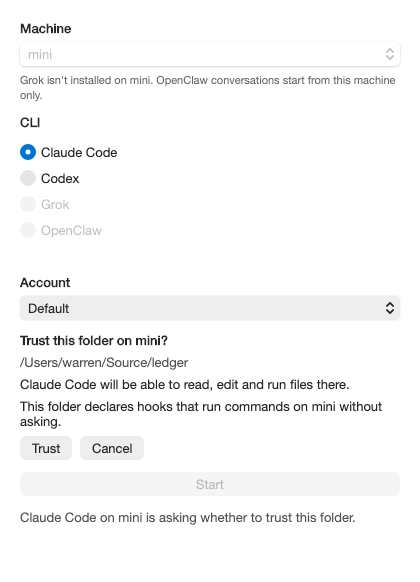 Machine
mini
Grok isn't installed on mini. OpenClaw conversations start from this machine
only.
CLI
Claude Code
Codex
Grok
OpenClaw
Account
Default
Trust this folder on mini?
/Users/warren/Source/ledger
Claude Code will be able to read, edit and run files there.
This folder declares hooks that run commands on mini without
asking.
Trust Cancel
Start
Claude Code on mini is asking whether to trust this folder.